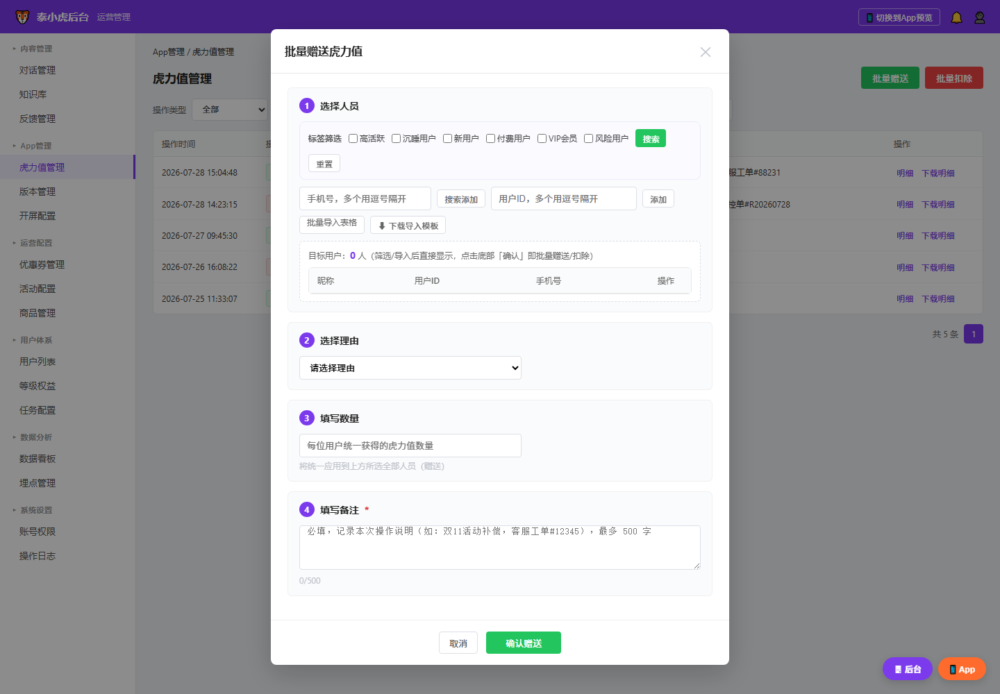 泰小虎后台 运营管理
切换到App预览
内容管理
对话管理
知识库
反馈管理
App管理
虎力值管理
版本管理
开屏配置
运营配置
优惠券管理
活动配置
商品管理
用户体系
用户列表
等级权益
任务配置
数据分析
数据看板
埋点管理
系统设置
账号权限
操作日志
App管理 / 虎力值管理
虎力值管理
批量赠送 批量扣除
操作类型 全部
操作时间 操作
2026-07-28 15:04:48 服工单#88231 明细 下载明细
2026-07-28 14:23:15 控单#R20260728 明细 下载明细
2026-07-27 09:45:30 明细 下载明细
2026-07-26 16:08:22 明细 下载明细
2026-07-25 11:33:07 明细 下载明细
共 5 条 1
批量赠送虎力值
1 选择人员
标签筛选 高活跃 沉睡用户 新用户 付费用户 VIP会员 风险用户 搜索
重置
手机号，多个用逗号隔开 搜索添加 用户ID，多个用逗号隔开 添加
批量导入表格 下载导入模板
目标用户：0 人（筛选/导入后直接显示，点击底部「确认」即批量赠送/扣除）
昵称 用户ID 手机号 操作
2 选择理由
请选择理由
3 填写数量
每位用户统一获得的虎力值数量
将统一应用到上方所选全部人员（赠送）
4 填写备注 *
必填，记录本次操作说明（如：双11活动补偿，客服工单#12345），最多 500 字
0/500
取消 确认赠送
后台 App